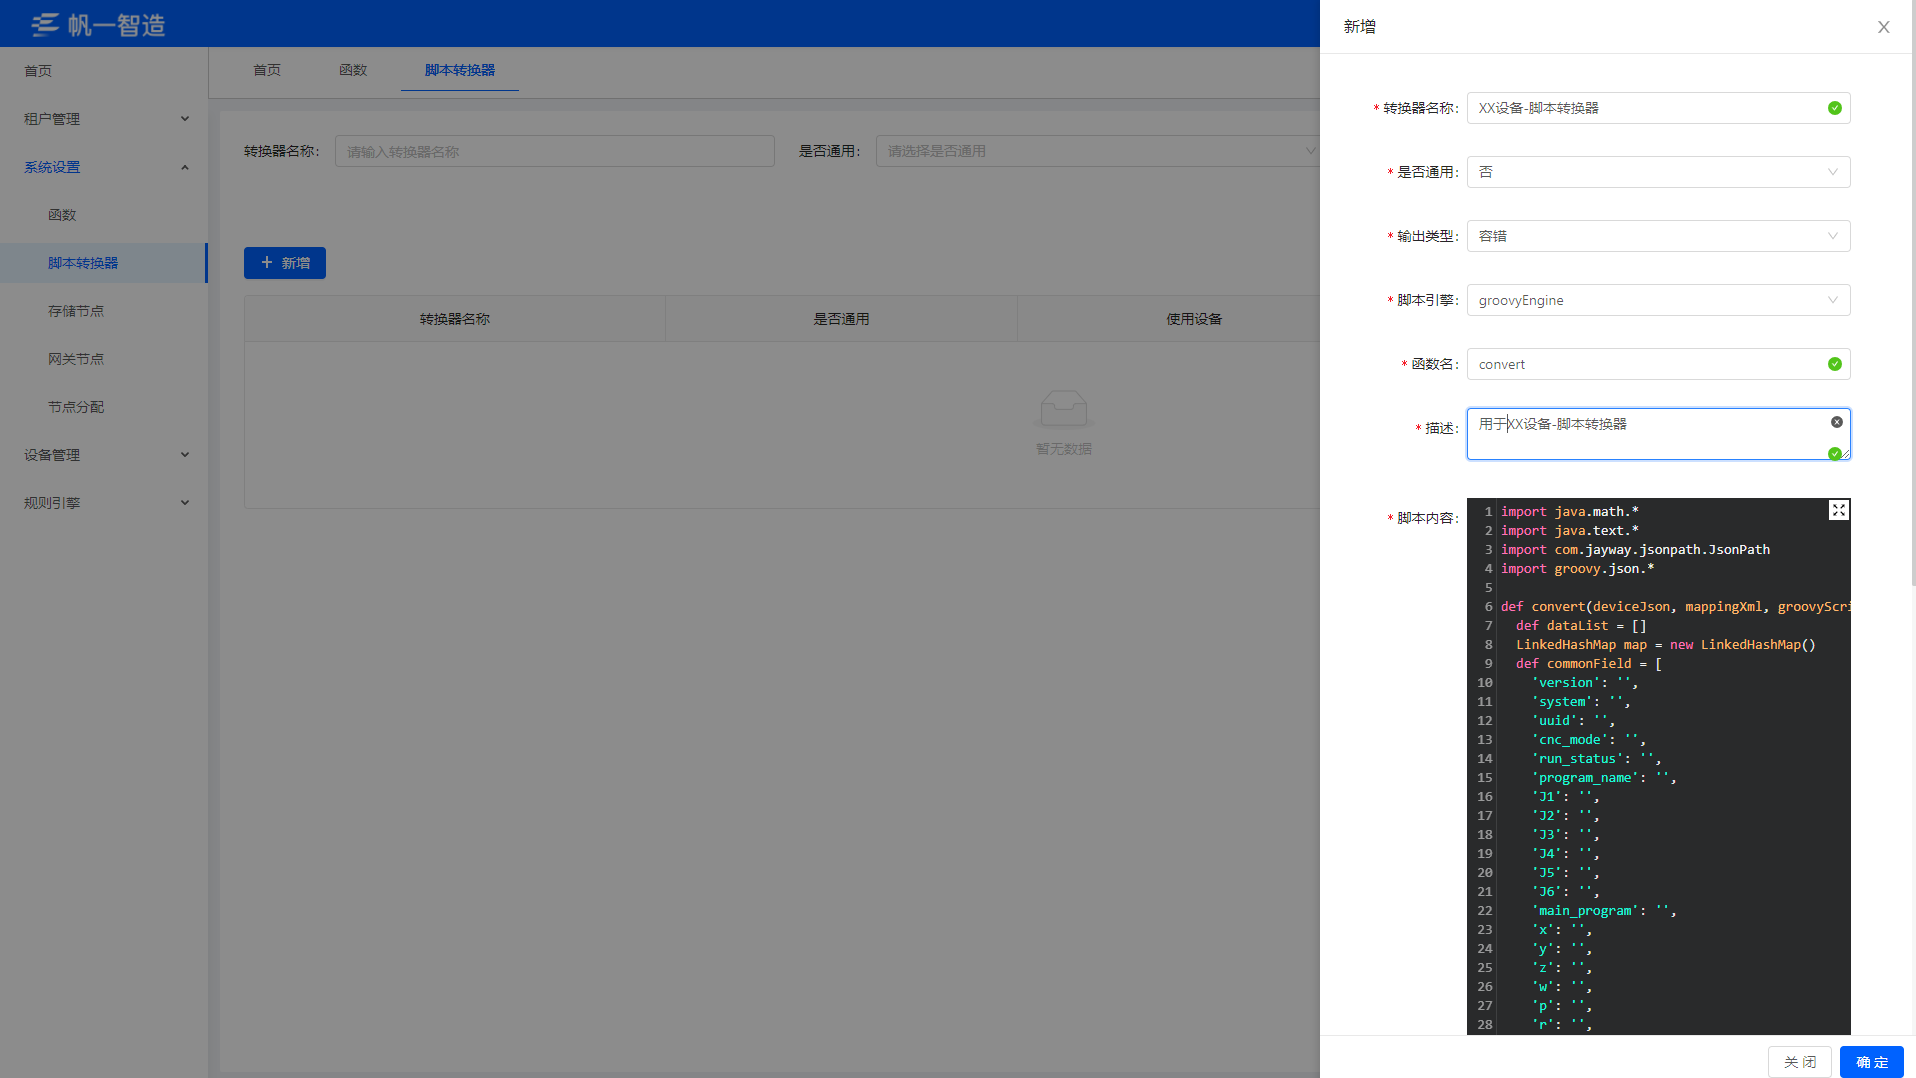 帆一智造
首页
租户管理
系统设置
函数
脚本转换器
存储节点
网关节点
节点分配
设备管理
规则引擎
首页 函数 脚本转换器
转换器名称： 请输入转换器名称 是否通用： 请选择是否通用
+ 新增
转换器名称 是否通用 使用设备
暂无数据
新增
* 转换器名称： XX设备-脚本转换器
* 是否通用： 否
* 输出类型： 容错
* 脚本引擎： groovyEngine
* 函数名： convert
* 描述： 用于XX设备-脚本转换器
* 脚本内容：
1 import java.math.*
2 import java.text.*
3 import com.jayway.jsonpath.JsonPath
4 import groovy.json.*
5
6 def convert(deviceJson, mappingXml, groovyScri
7 def dataList = []
8 LinkedHashMap map = new LinkedHashMap()
9 def commonField = [
10 'version': '',
11 'system': '',
12 'uuid': '',
13 'cnc_mode': '',
14 'run_status': '',
15 'program_name': '',
16 'J1': '',
17 'J2': '',
18 'J3': '',
19 'J4': '',
20 'J5': '',
21 'J6': '',
22 'main_program': '',
23 'x': '',
24 'y': '',
25 'z': '',
26 'w': '',
27 'p': '',
28 'r': '',
关 闭 确 定